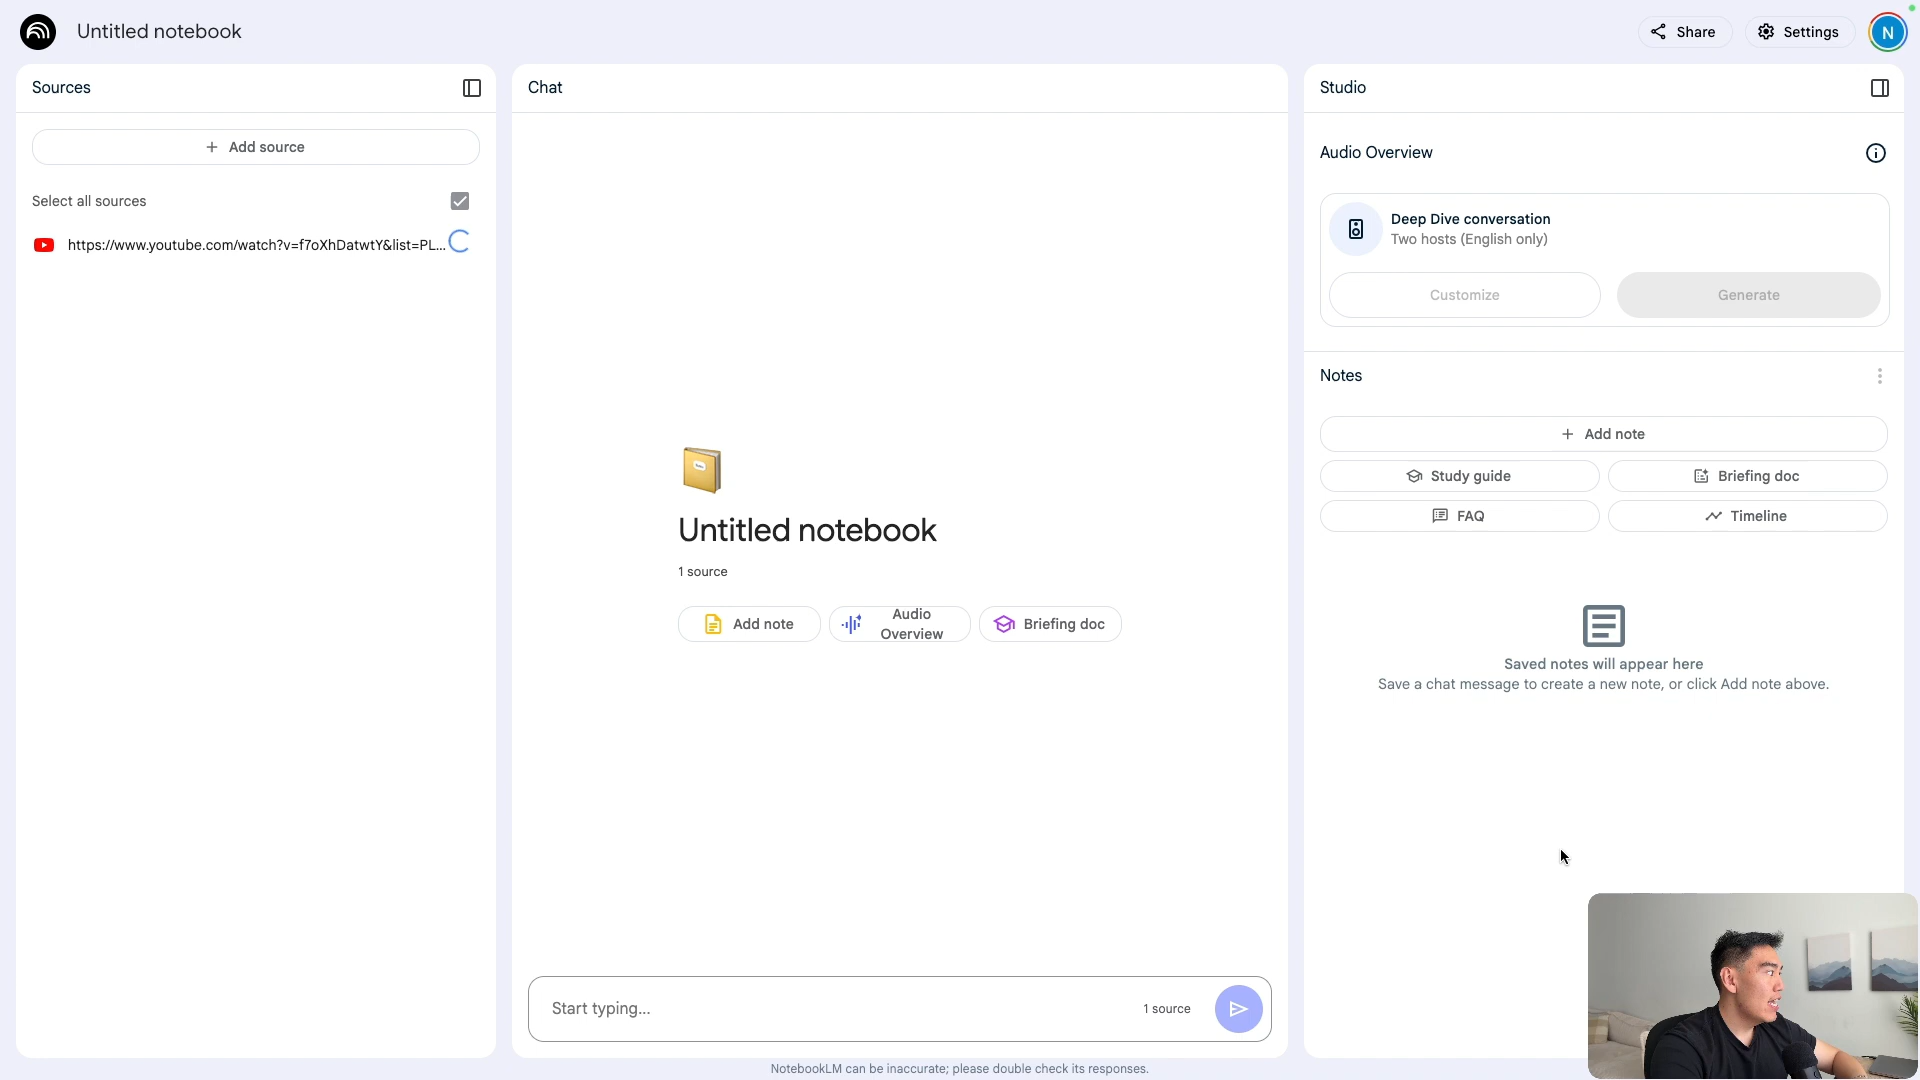 Untitled notebook
Share
Settings
N
Sources
Add source
Select all sources
https://www.youtube.com/watch?v=f7oXhDatwtY&list=PL...
Chat
Untitled notebook
1 source
Add note
Audio
Overview
Briefing doc
Start typing...
1 source
NotebookLM can be inaccurate; please double check its responses.
Studio
Audio Overview
Deep Dive conversation
Two hosts (English only)
Customize
Generate
Notes
Add note
Study guide
Briefing doc
FAQ
Timeline
Saved notes will appear here
Save a chat message to create a new note, or click Add note above.